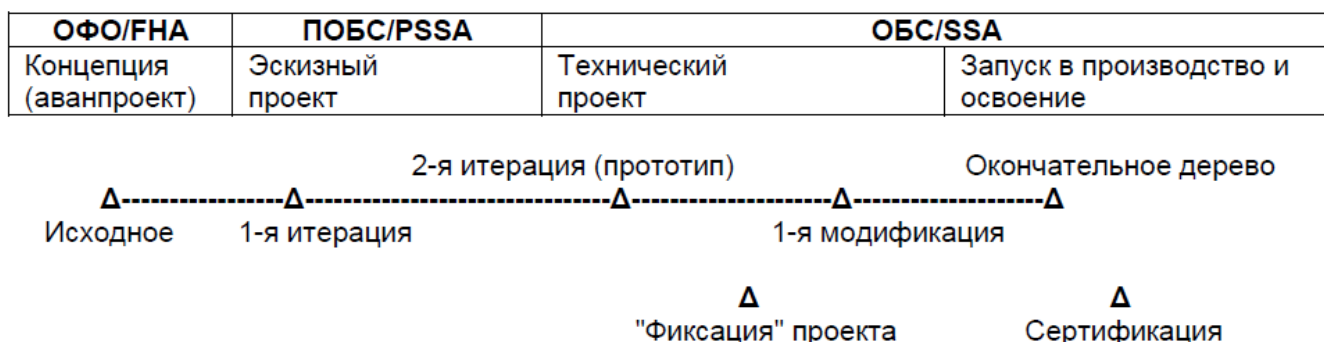 ОФО/FHA ПОБС/PSSA ОБС/SSA
Концепция Эскизный Технический Запуск в производство и
(аванпроект) проект проект освоение
2-я итерация (прототип) Окончательное дерево
Δ-----------------Δ--------------------------------Δ---------------------Δ--------------------Δ
Исходное 1-я итерация 1-я модификация
Δ Δ
"Фиксация" проекта Сертификация